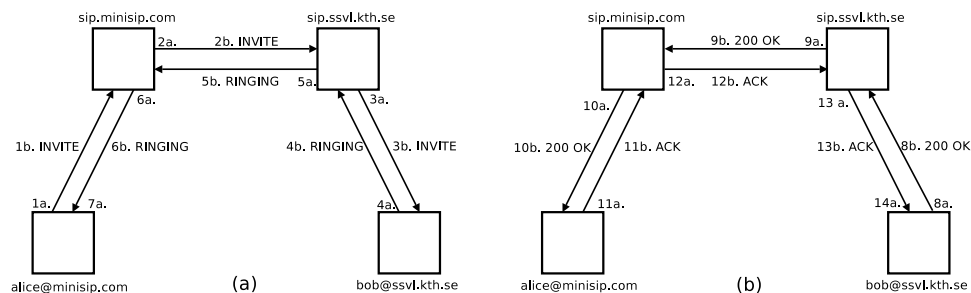 sip.minisip.com
sip.ssvl.kth.se
2a.
2b. INVITE
5b. RINGING
5a.
6a.
3a.
1b. INVITE
6b. RINGING
4b. RINGING
3b. INVITE
1a.
7a.
4a.
alice@minisip.com
(a)
bob@ssvl.kth.se
sip.minisip.com
sip.ssvl.kth.se
9b. 200 OK
9a.
12a.
12b. ACK
10a.
13 a.
10b. 200 OK
11b. ACK
13b. ACK
8b. 200 OK
11a.
14a.
8a.
alice@minisip.com
(b)
bob@ssvl.kth.se